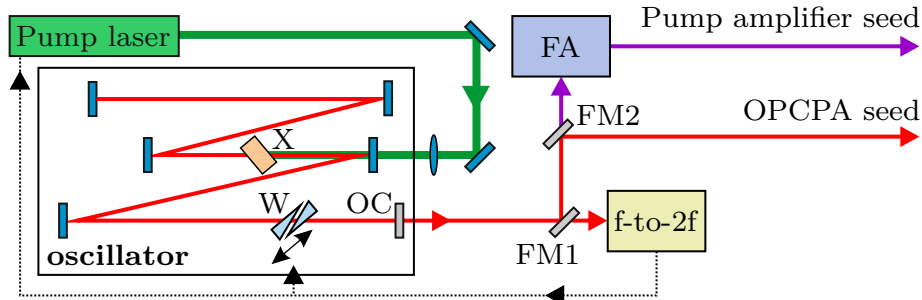 Pump laser
FA
Pump amplifier seed
FM2
OPCPA seed
X
W
OC
f-to-2f
FM1
oscillator